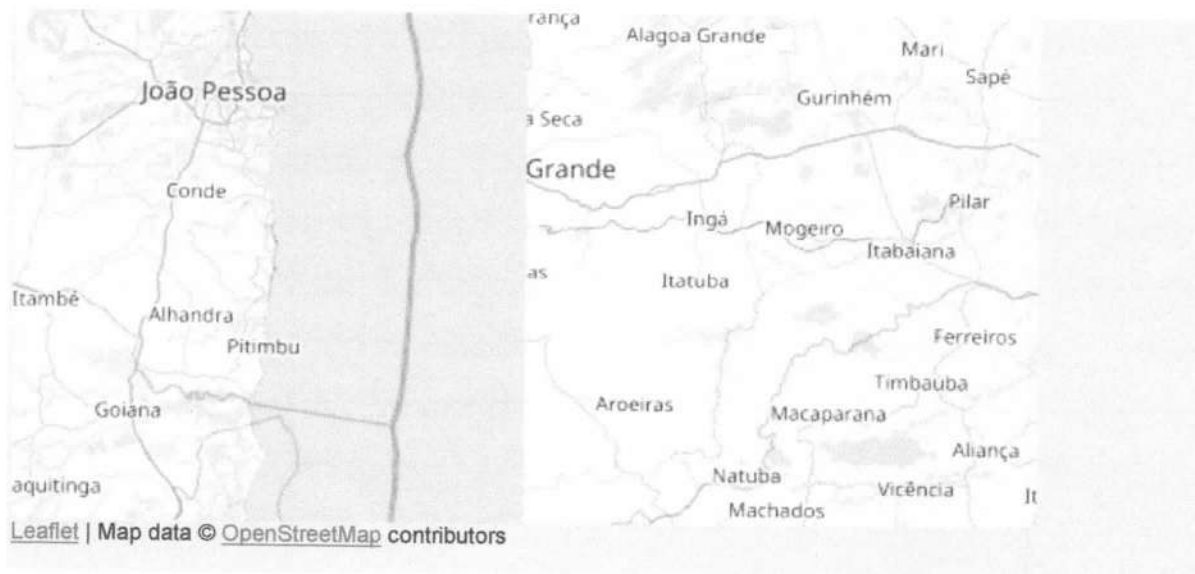 João Pessoa
Conde
Itambé
Alhandra
Pitimbu
Goiana
aquitinga
Leaflet | Map data © OpenStreetMap contributors
rança
Alagoa Grande
Mari
Sapé
Gurinhém
a Seca
Grande
Pilar
Ingá
Mogeiro
Itabaiana
as
Itatuba
Ferreiros
Timbaúba
Aroeiras
Macaparana
Aliança
Natuba
Vicência
It
Machados